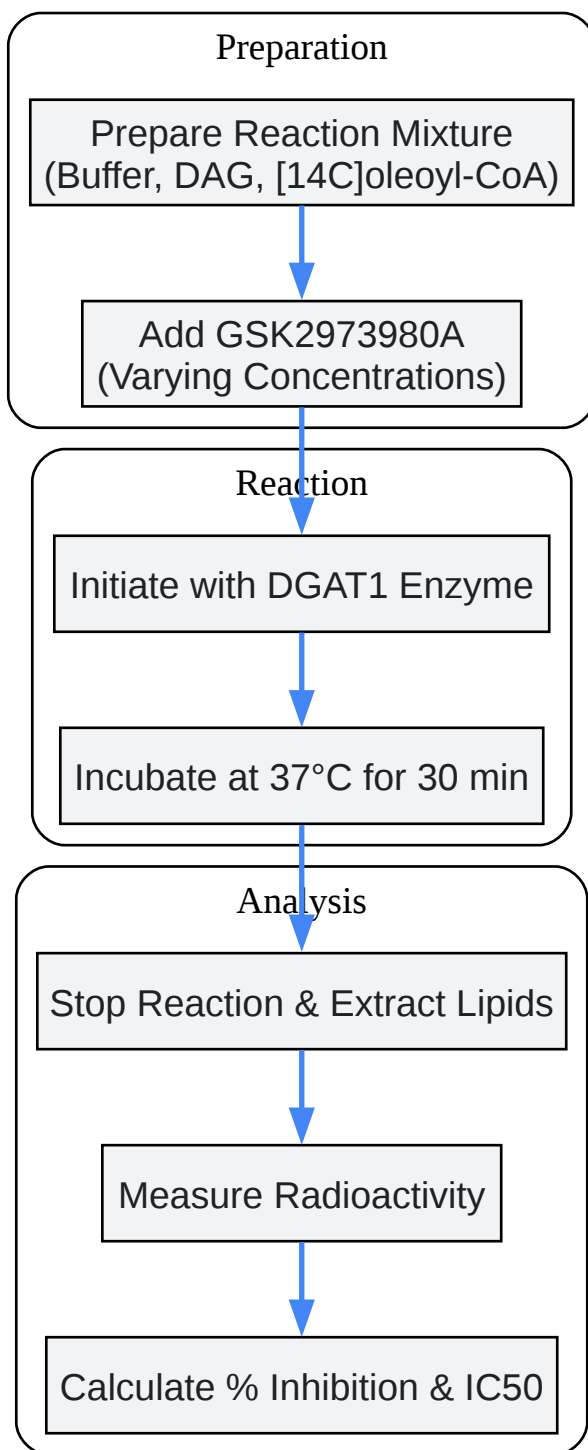 Preparation
Prepare Reaction Mixture
(Buffer, DAG, [14C]oleoyl-CoA)
Add GSK2973980A
(Varying Concentrations)
Reaction
Initiate with DGAT1 Enzyme
Incubate at 37°C for 30 min
Analysis
Stop Reaction & Extract Lipids
Measure Radioactivity
Calculate % Inhibition & IC50